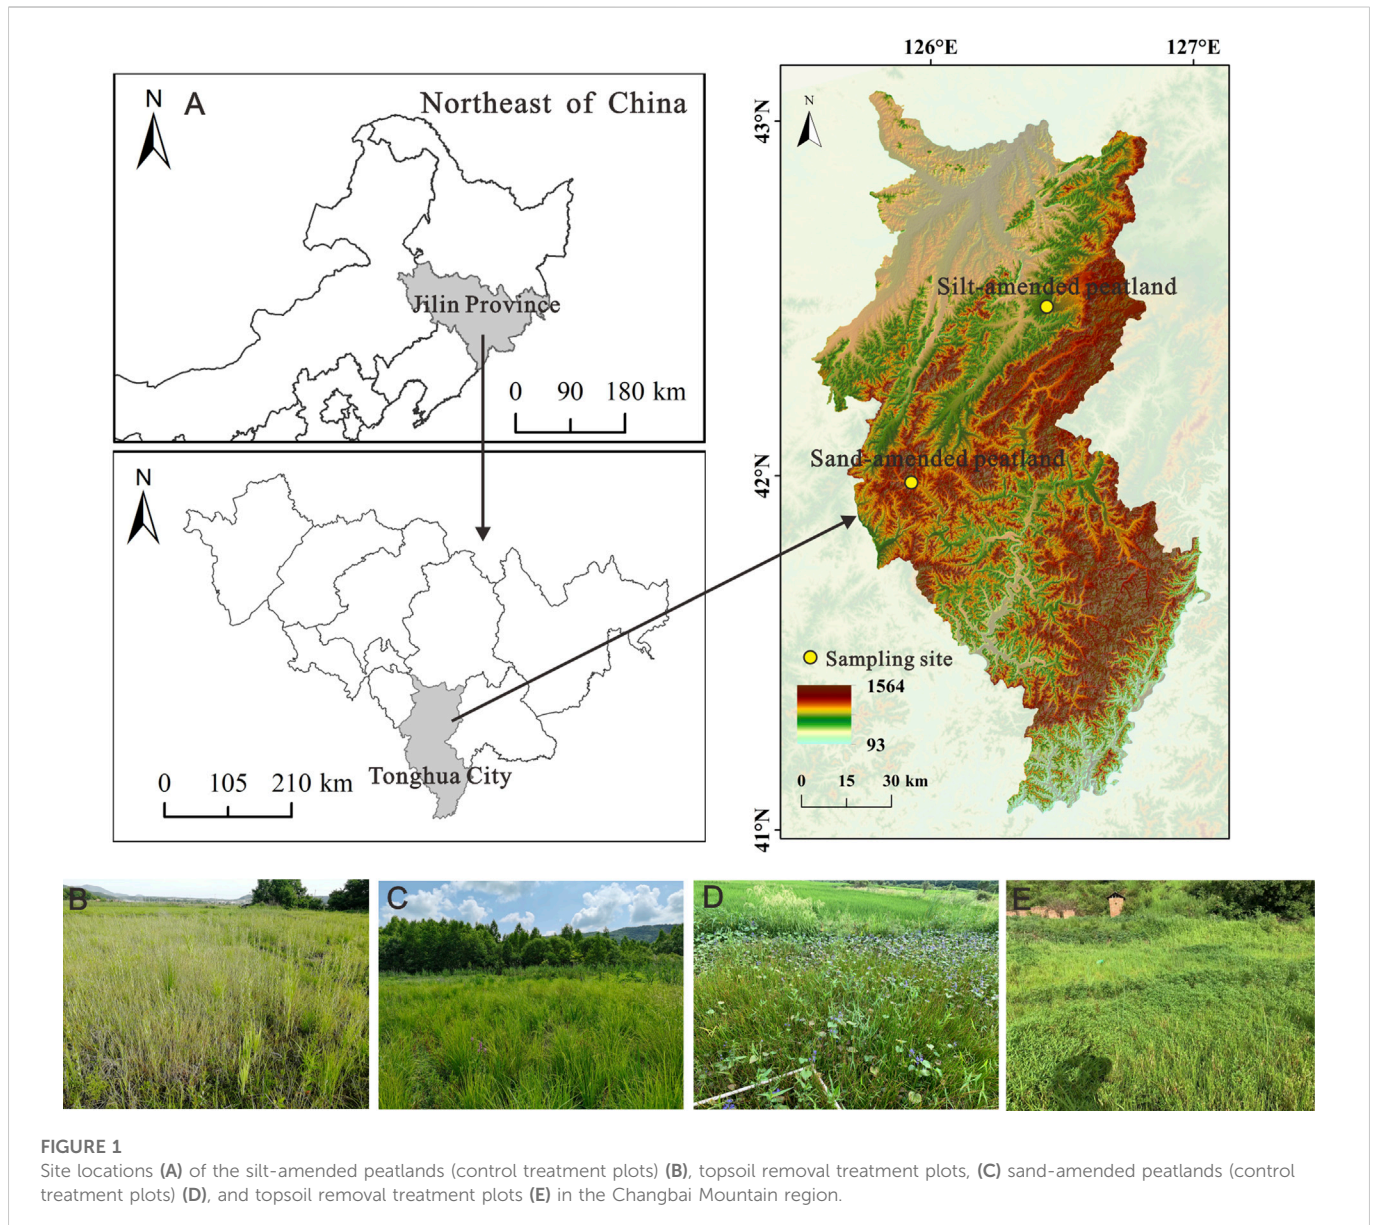 N
A
Northeast of China
Jilin Province
0 90 180 km
N
Tonghua City
0 105 210 km
126°E 127°E
43°N
42°N
41°N
N
Silt-amended peatland
Sand-amended peatland
Sampling site
1564
93
0 15 30 km
B
C
D
E
FIGURE 1
Site locations (A) of the silt-amended peatlands (control treatment plots) (B), topsoil removal treatment plots, (C) sand-amended peatlands (control
treatment plots) (D), and topsoil removal treatment plots (E) in the Changbai Mountain region.